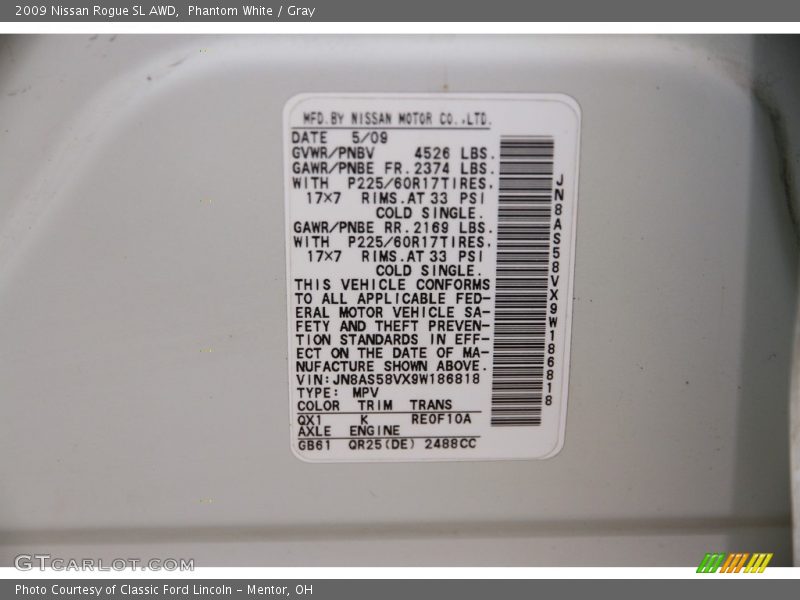 2009 Nissan Rogue SL AWD, Phantom White / Gray
MFD.BY NISSAN MOTOR CO.,LTD.
DATE 5/09
GVWR/PNBV 4526 LBS.
GAWR/PNBE FR.2374 LBS.
WITH P225/60R17TIRES,
17×7 RIMS.AT 33 PSI
COLD SINGLE.
GAWR/PNBE RR.2169 LBS.
WITH P225/60R17TIRES,
17×7 RIMS.AT 33 PSI
COLD SINGLE.
THIS VEHICLE CONFORMS
TO ALL APPLICABLE FED-
ERAL MOTOR VEHICLE SA-
FETY AND THEFT PREVEN-
TION STANDARDS IN EFF-
ECT ON THE DATE OF MA-
NUFACTURE SHOWN ABOVE.
VIN:JN8AS58VX9W186818
TYPE: MPV
COLOR TRIM TRANS
QX1 K RE0F10A
AXLE ENGINE
GB61 QR25(DE) 2488CC
JN8AS58VX9W186818
GTCARLOT.COM
Photo Courtesy of Classic Ford Lincoln - Mentor, OH